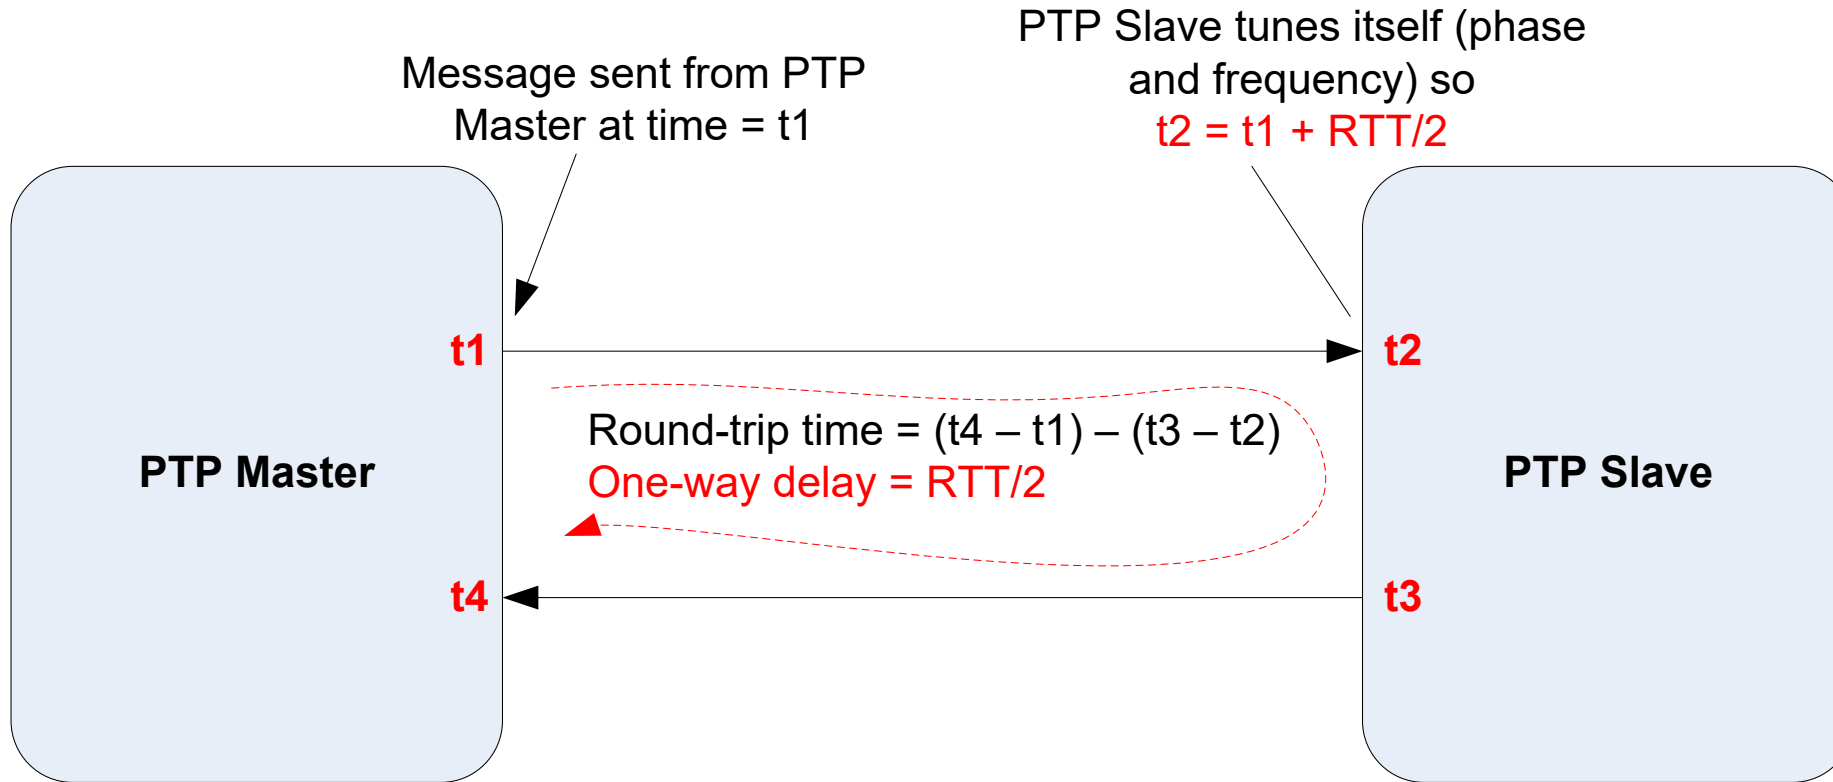 PTP Slave tunes itself (phase
and frequency) so
t2 = t1 + RTT/2
Message sent from PTP
Master at time = t1
t1
t2
Round-trip time = (t4 – t1) – (t3 – t2)
One-way delay = RTT/2
PTP Master
PTP Slave
t4
t3